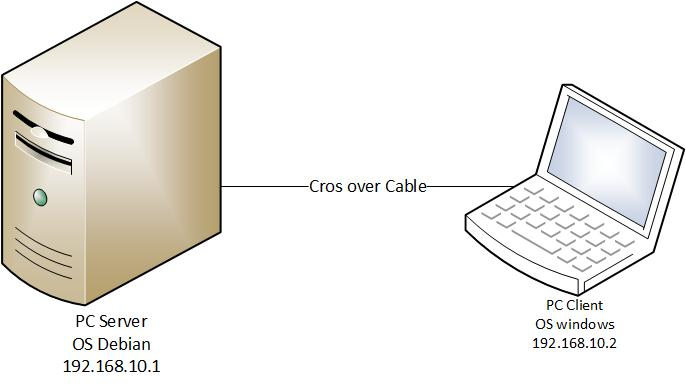 Cros over Cable
PC Server
OS Debian
192.168.10.1
PC Client
OS windows
192.168.10.2